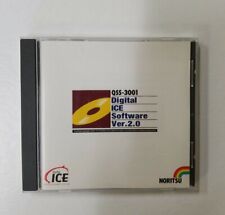 QSS-3001
Digital
ICE
Software
Ver.2.0
ICE
NORITSU